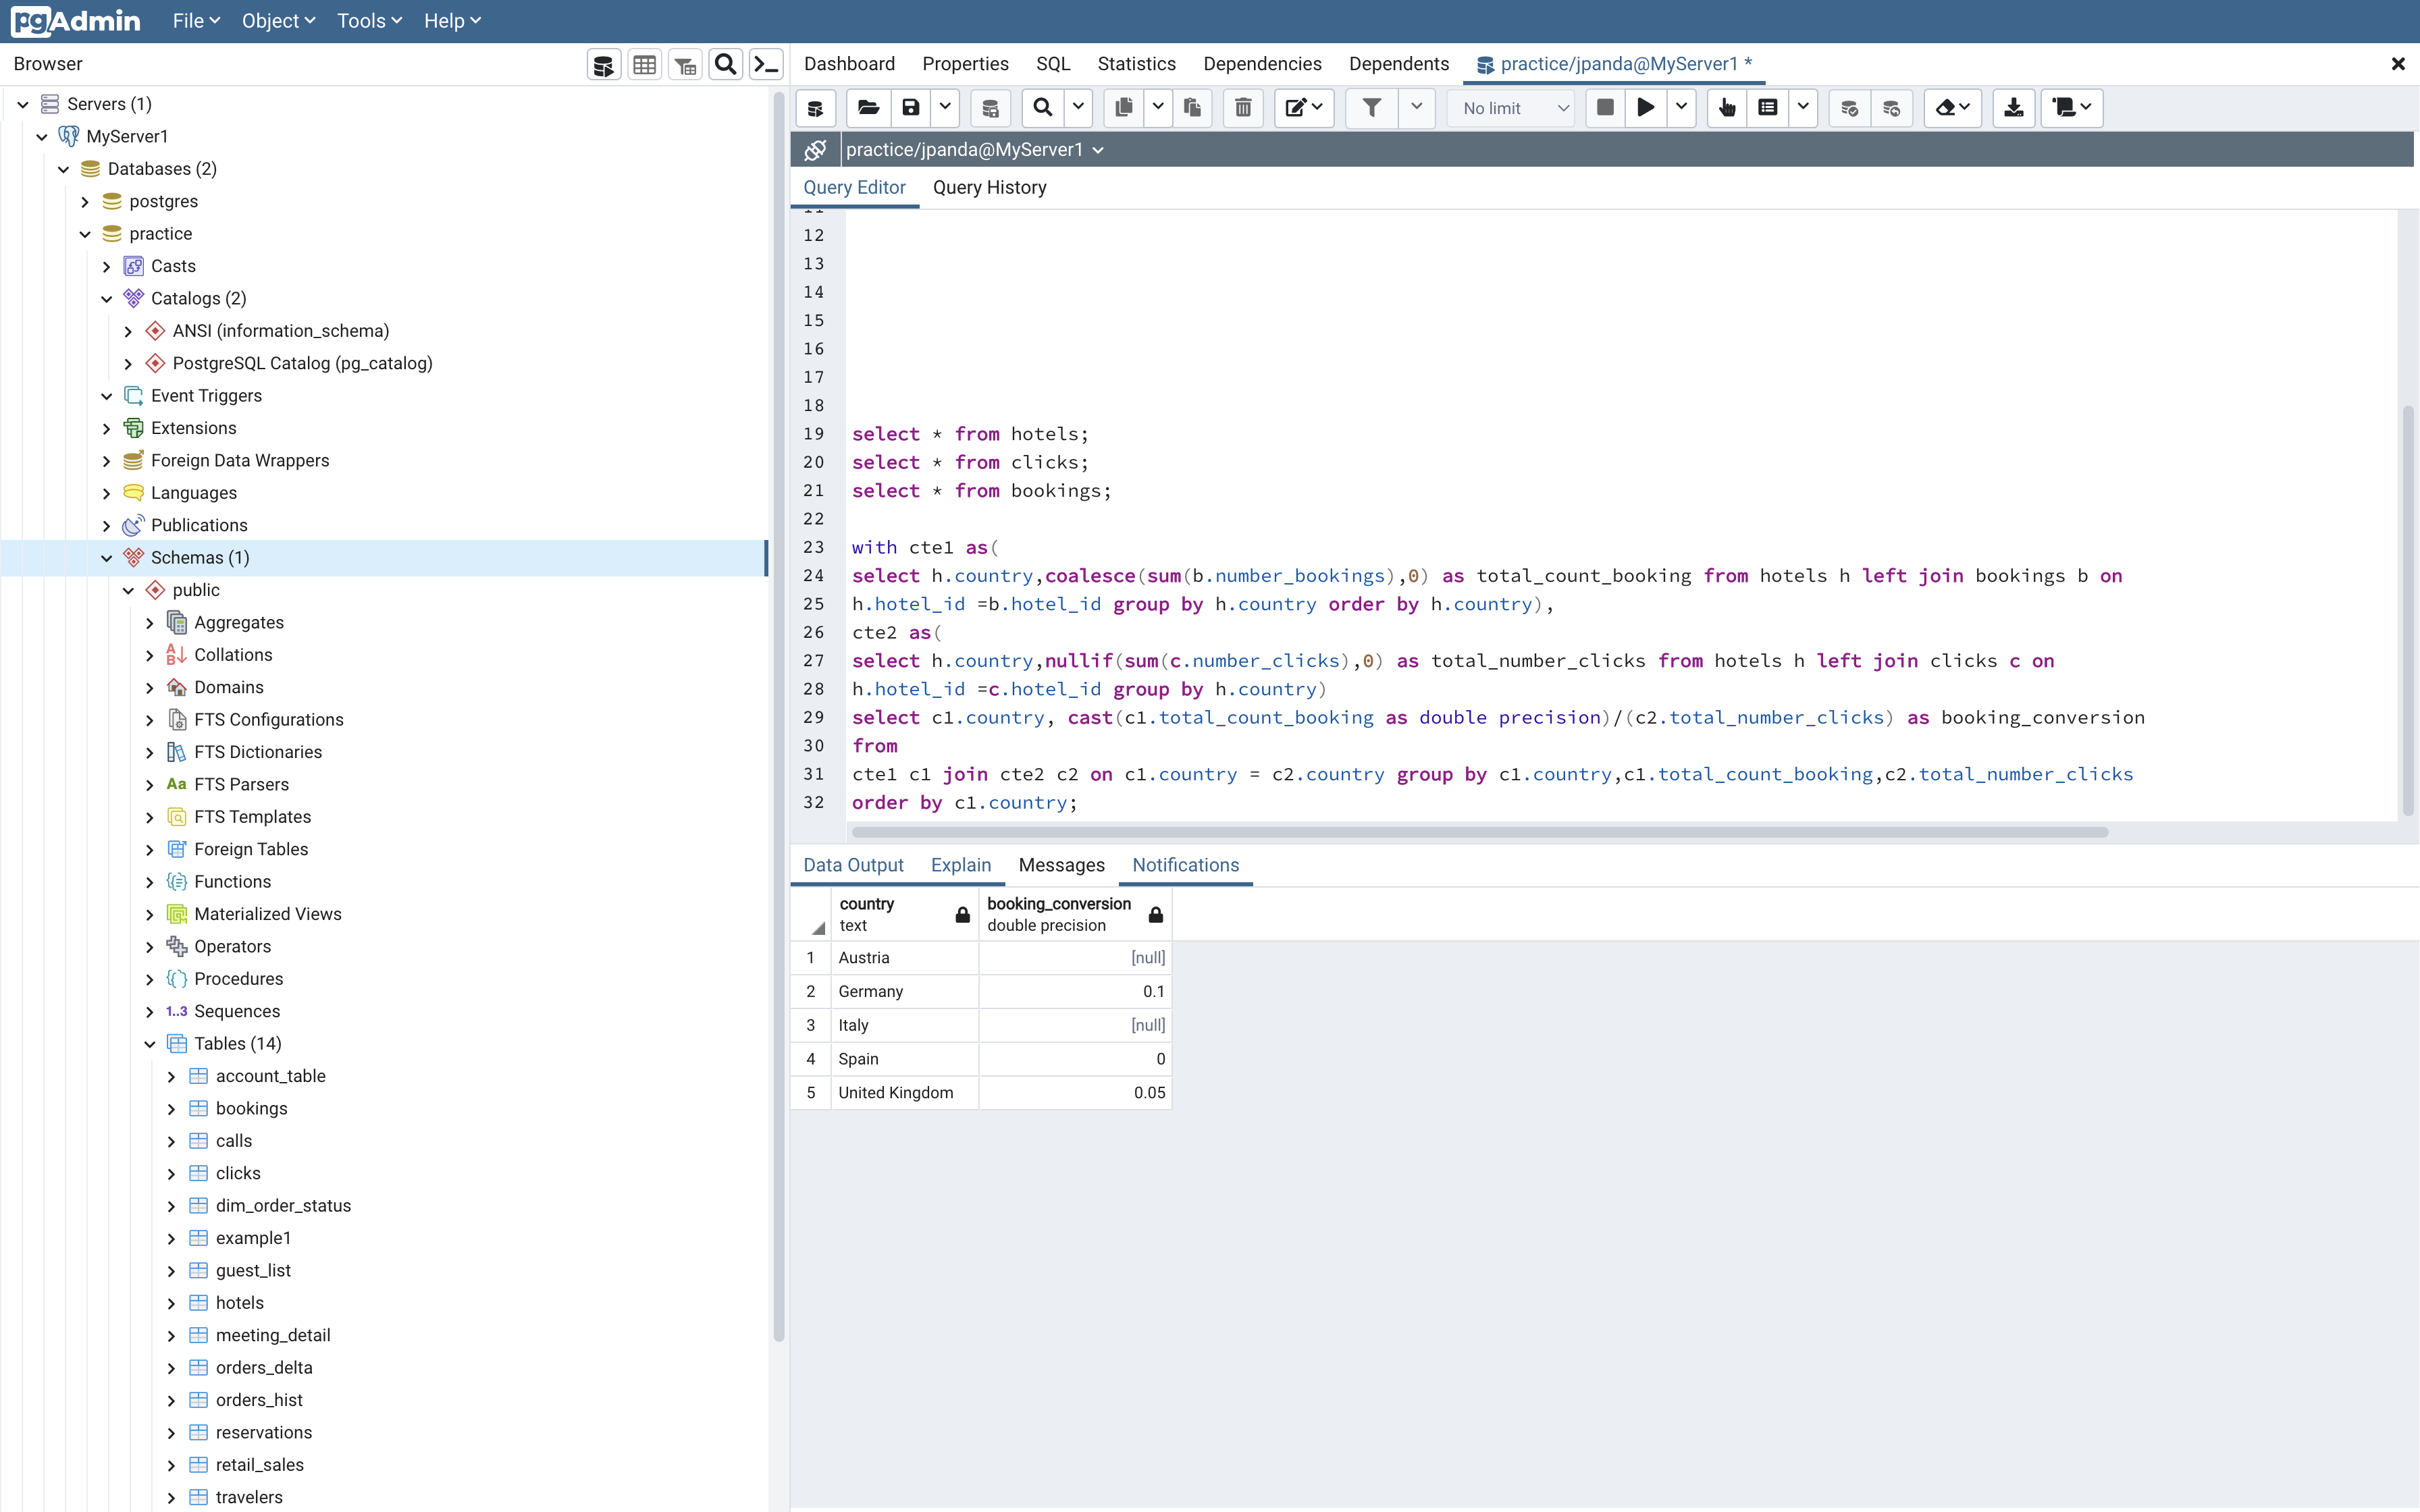 pgAdmin File Object Tools Help
Browser
Dashboard Properties SQL Statistics Dependencies Dependents practice/jpanda@MyServer1 *
No limit
practice/jpanda@MyServer1
Query Editor Query History
Servers (1)
MyServer1
Databases (2)
postgres
practice
Casts
Catalogs (2)
ANSI (information_schema)
PostgreSQL Catalog (pg_catalog)
Event Triggers
Extensions
Foreign Data Wrappers
Languages
Publications
Schemas (1)
public
Aggregates
Collations
Domains
FTS Configurations
FTS Dictionaries
Aa FTS Parsers
FTS Templates
Foreign Tables
Functions
Materialized Views
Operators
Procedures
1..3 Sequences
Tables (14)
account_table
bookings
calls
clicks
dim_order_status
example1
guest_list
hotels
meeting_detail
orders_delta
orders_hist
reservations
retail_sales
travelers
11
12
13
14
15
16
17
18
19 select * from hotels;
20 select * from clicks;
21 select * from bookings;
22
23 with cte1 as(
24 select h.country,coalesce(sum(b.number_bookings),0) as total_count_booking from hotels h left join bookings b on
25 h.hotel_id =b.hotel_id group by h.country order by h.country),
26 cte2 as(
27 select h.country,nullif(sum(c.number_clicks),0) as total_number_clicks from hotels h left join clicks c on
28 h.hotel_id =c.hotel_id group by h.country)
29 select c1.country, cast(c1.total_count_booking as double precision)/(c2.total_number_clicks) as booking_conversion
30 from
31 cte1 c1 join cte2 c2 on c1.country = c2.country group by c1.country,c1.total_count_booking,c2.total_number_clicks
32 order by c1.country;
Data Output Explain Messages Notifications
country booking_conversion
text double precision
1 Austria [null]
2 Germany 0.1
3 Italy [null]
4 Spain 0
5 United Kingdom 0.05